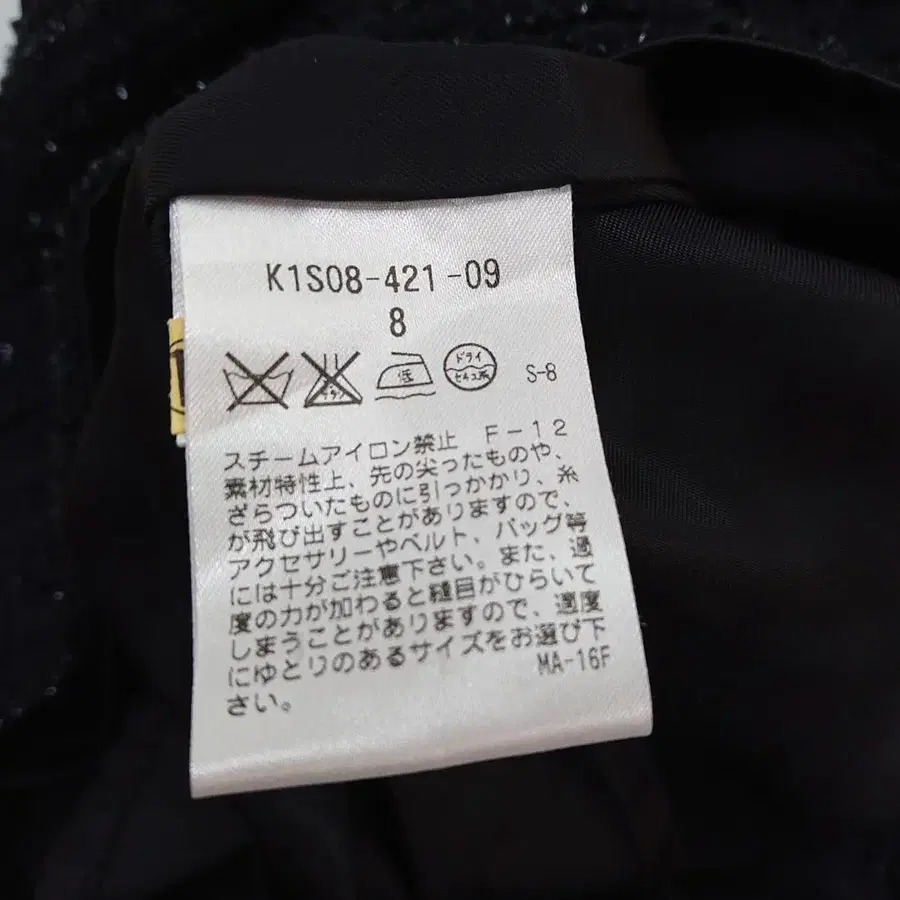 K1S08-421-09
8
エンソ
低
ドライ
セキユ系
S-8
スチームアイロン禁止 F-12
素材特性上、先の尖ったものや、
ざらついたものに引っかかり、糸
が飛び出すことがありますので、
アクセサリーやベルト、バッグ等
には十分ご注意下さい。また、過
度の力が加わると縫目がひらいて
しまうことがありますので、適度
にゆとりのあるサイズをお選び下
さい。
MA-16F